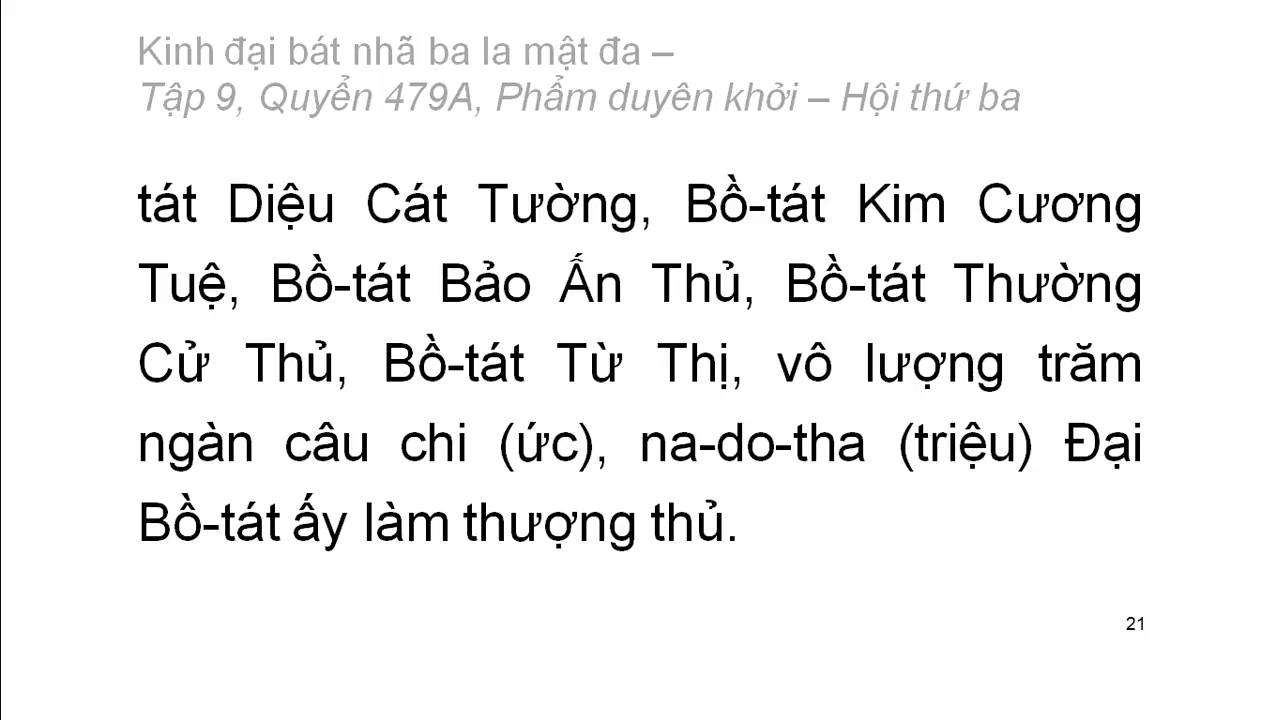 Kinh đại bát nhã ba la mật đa –
Tập 9, Quyển 479A, Phẩm duyên khởi – Hội thứ ba
tát Diệu Cát Tường, Bồ-tát Kim Cương
Tuệ, Bồ-tát Bảo Ấn Thủ, Bồ-tát Thường
Cử Thủ, Bồ-tát Từ Thị, vô lượng trăm
ngàn câu chi (ức), na-do-tha (triệu) Đại
Bồ-tát ấy làm thượng thủ.
21